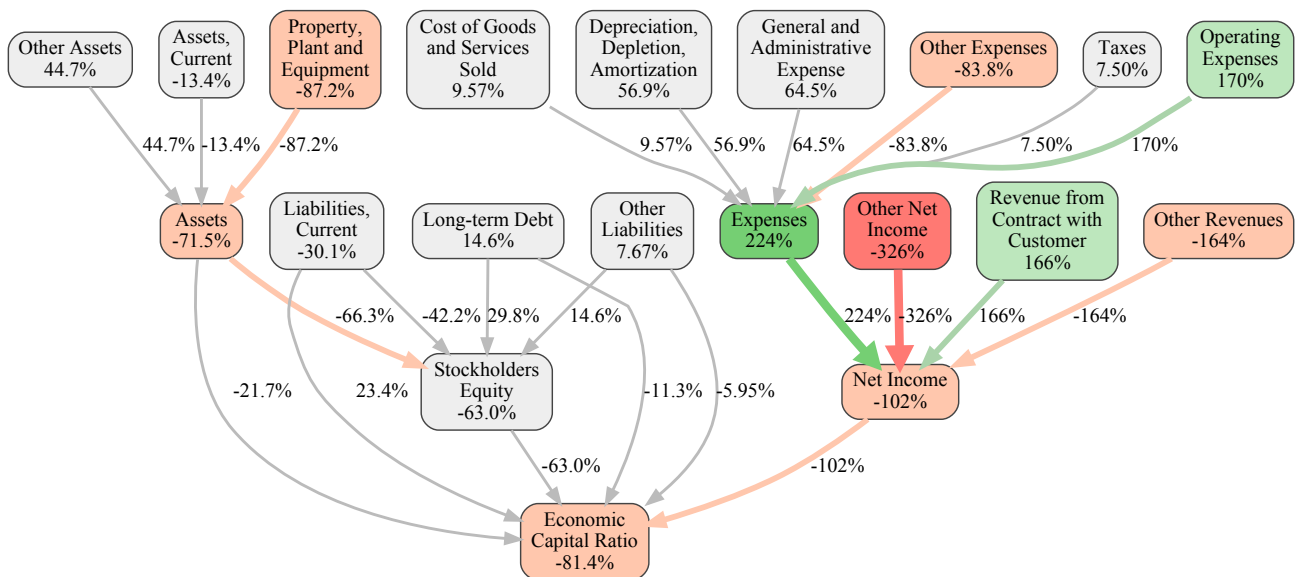 Other Assets
44.7%
Assets,
Current
-13.4%
Property,
Plant and
Equipment
-87.2%
Cost of Goods
and Services
Sold
9.57%
Depreciation,
Depletion,
Amortization
56.9%
General and
Administrative
Expense
64.5%
Other Expenses
-83.8%
Taxes
7.50%
Operating
Expenses
170%
44.7%
-13.4%
-87.2%
9.57%
56.9%
64.5%
-83.8%
7.50%
170%
Assets
-71.5%
Liabilities,
Current
-30.1%
Long-term Debt
14.6%
Other
Liabilities
7.67%
Expenses
224%
Other Net
Income
-326%
Revenue from
Contract with
Customer
166%
Other Revenues
-164%
-66.3%
-42.2%
29.8%
14.6%
224%
-326%
166%
-164%
-21.7%
23.4%
Stockholders
Equity
-63.0%
-11.3%
-5.95%
Net Income
-102%
-63.0%
-102%
Economic
Capital Ratio
-81.4%